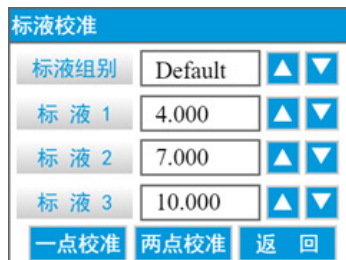 标液校准
标液组别 Default
标 液 1 4.000
标 液 2 7.000
标 液 3 10.000
一点校准 两点校准 返 回